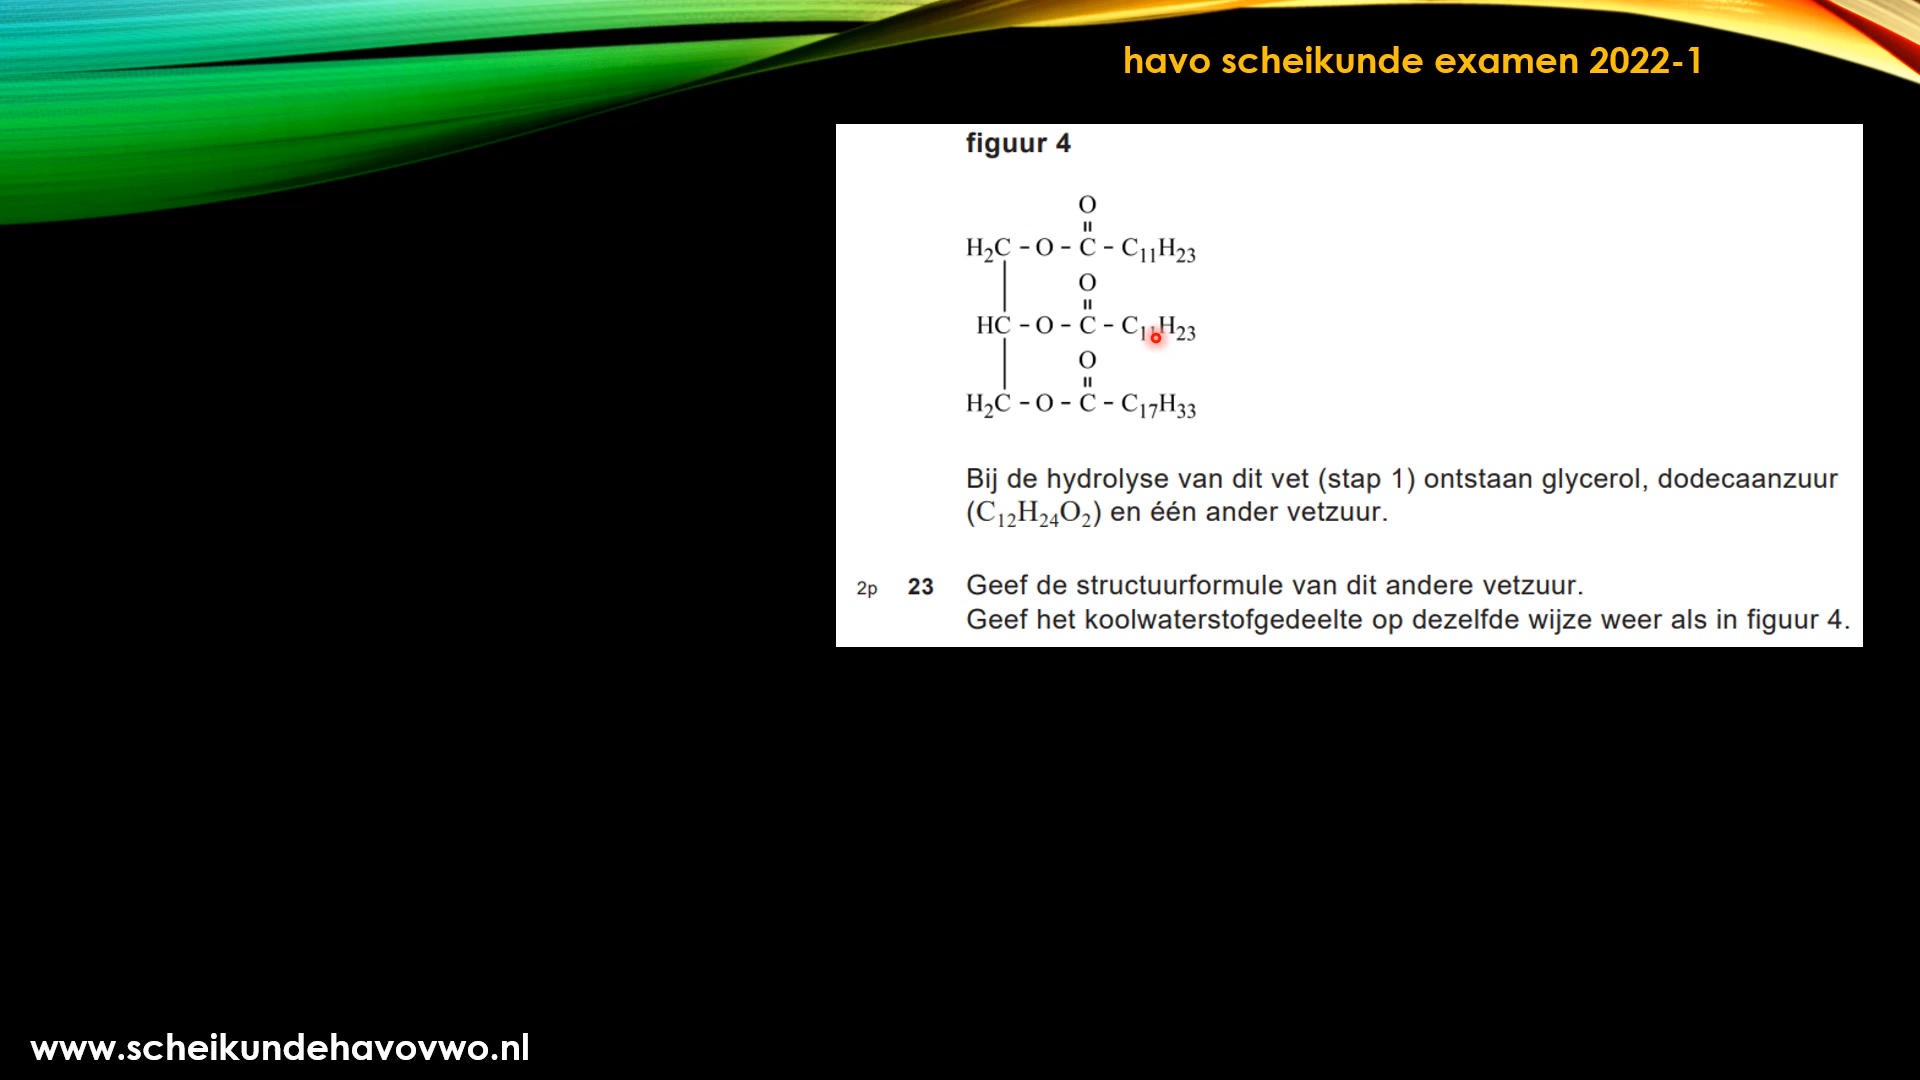 havo scheikunde examen 2022-1
figuur 4
O
H₂C - O - C - C₁₁H₂₃
O
HC - O - C - C₁₁H₂₃
O
H₂C - O - C - C₁₇H₃₃
Bij de hydrolyse van dit vet (stap 1) ontstaan glycerol, dodecaanzuur
(C₁₂H₂₄O₂) en één ander vetzuur.
2p 23 Geef de structuurformule van dit andere vetzuur.
Geef het koolwaterstofgedeelte op dezelfde wijze weer als in figuur 4.
www.scheikundehavovwo.nl